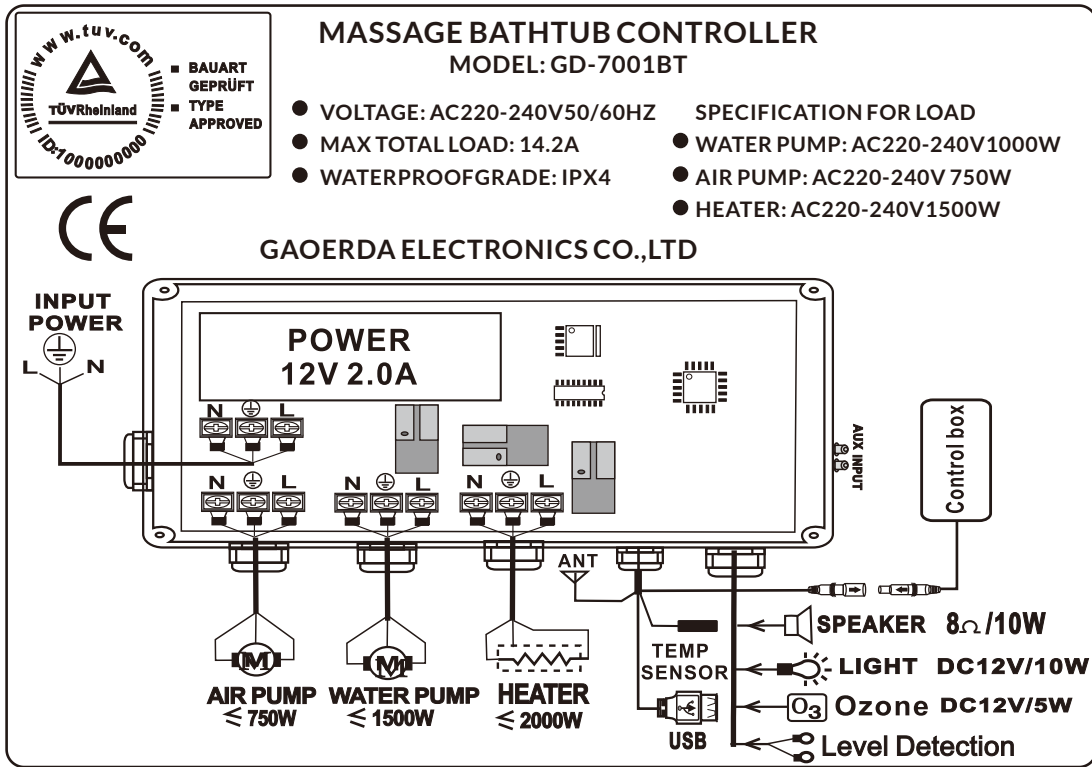 www.tuv.com
TÜVRheinland
ID:1000000000
■ BAUART
GEPRÜFT
■ TYPE
APPROVED
CE
MASSAGE BATHTUB CONTROLLER
MODEL: GD-7001BT
● VOLTAGE: AC220-240V50/60HZ
● MAX TOTAL LOAD: 14.2A
● WATERPROOFGRADE: IPX4
SPECIFICATION FOR LOAD
● WATER PUMP: AC220-240V1000W
● AIR PUMP: AC220-240V 750W
● HEATER: AC220-240V1500W
GAOERDA ELECTRONICS CO.,LTD
INPUT
POWER
L N
POWER
12V 2.0A
N L
N L
N L
N L
AUX INPUT
Control box
ANT
AIR PUMP
≤ 750W
M
WATER PUMP
≤ 1500W
M
HEATER
≤ 2000W
TEMP
SENSOR
USB
SPEAKER 8Ω/10W
LIGHT DC12V/10W
O3 Ozone DC12V/5W
Level Detection